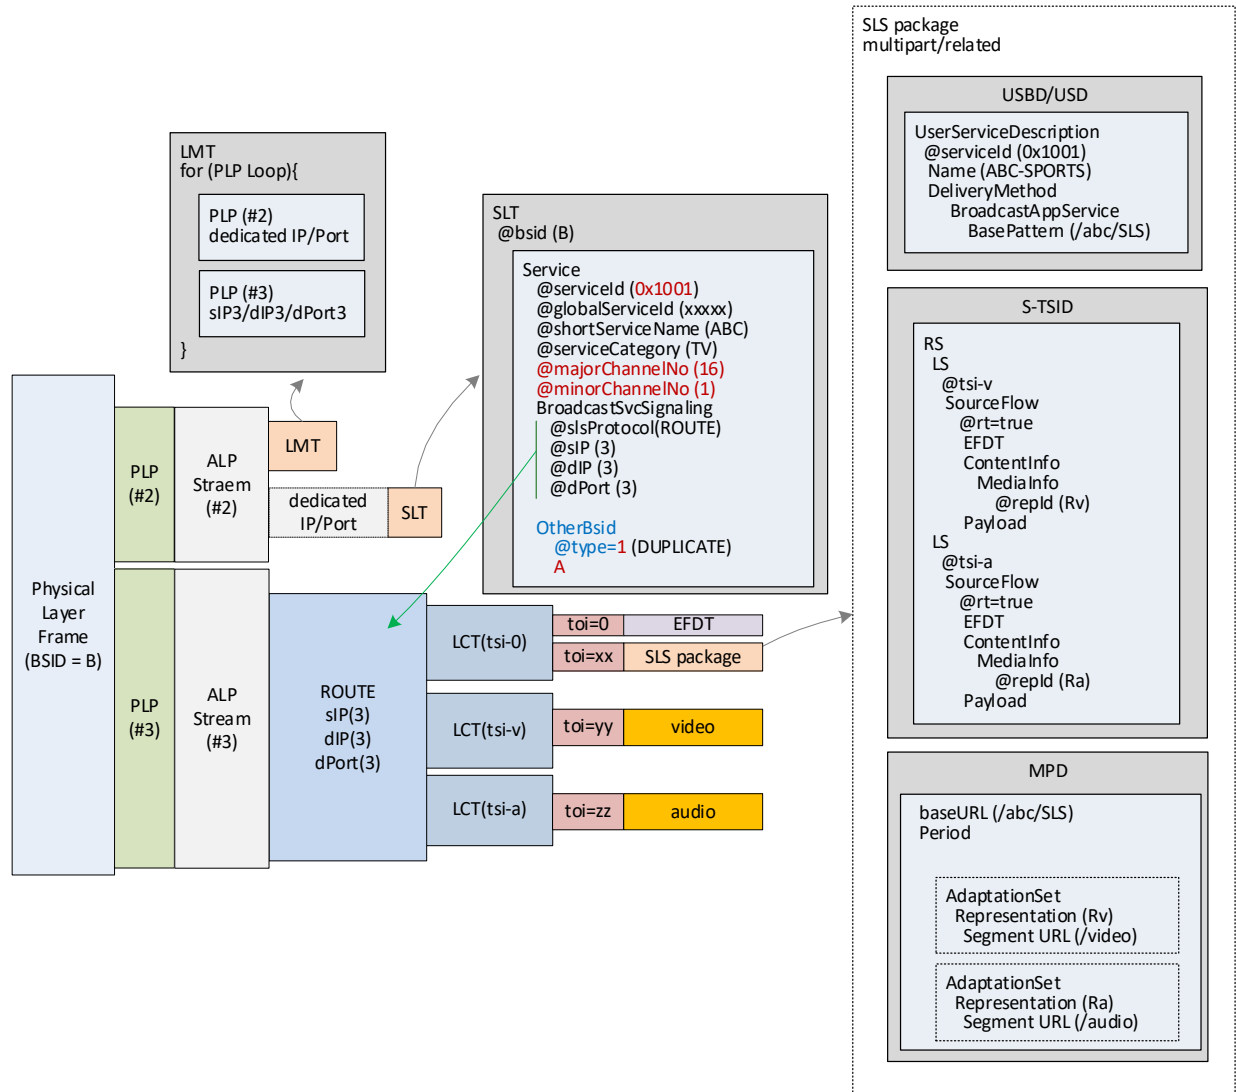 SLS package
multipart/related
USBD/USD
UserServiceDescription
@serviceId (0x1001)
Name (ABC-SPORTS)
DeliveryMethod
BroadcastAppService
BasePattern (/abc/SLS)
LMT
for (PLP Loop){
PLP (#2)
dedicated IP/Port
PLP (#3)
sIP3/dIP3/dPort3
}
SLT
@bsid (B)
Service
@serviceId (0x1001)
@globalServiceId (xxxxx)
@shortServiceName (ABC)
@serviceCategory (TV)
@majorChannelNo (16)
@minorChannelNo (1)
BroadcastSvcSignaling
@slsProtocol(ROUTE)
@sIP (3)
@dIP (3)
@dPort (3)
OtherBsid
@type=1 (DUPLICATE)
A
S-TSID
RS
LS
@tsi-v
SourceFlow
@rt=true
EFDT
ContentInfo
MediaInfo
@repId (Rv)
Payload
LS
@tsi-a
SourceFlow
@rt=true
EFDT
ContentInfo
MediaInfo
@repId (Ra)
Payload
Physical
Layer
Frame
(BSID = B)
PLP
(#2)
ALP
Straem
(#2)
LMT
dedicated
IP/Port
SLT
PLP
(#3)
ALP
Stream
(#3)
ROUTE
sIP(3)
dIP(3)
dPort(3)
LCT(tsi-0)
toi=0
EFDT
toi=xx
SLS package
LCT(tsi-v)
toi=yy
video
LCT(tsi-a)
toi=zz
audio
MPD
baseURL (/abc/SLS)
Period
AdaptationSet
Representation (Rv)
Segment URL (/video)
AdaptationSet
Representation (Ra)
Segment URL (/audio)